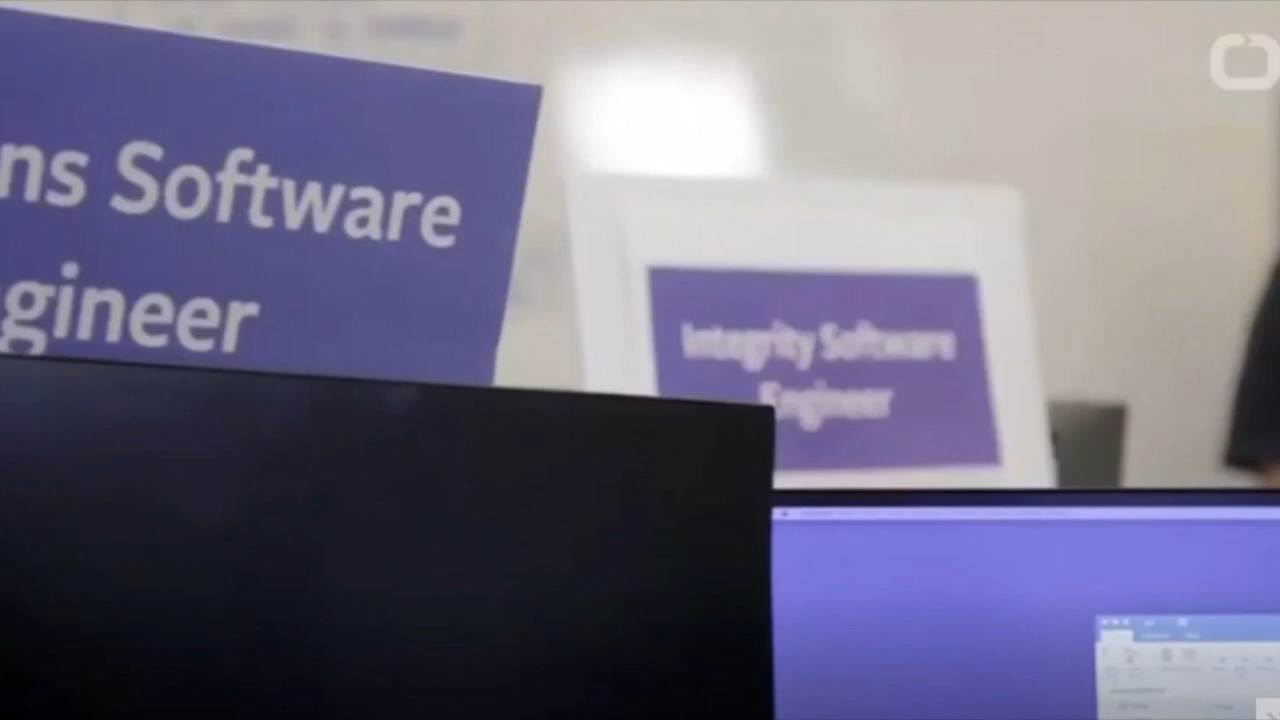 ns Software
gineer
Integrity Software
Engineer